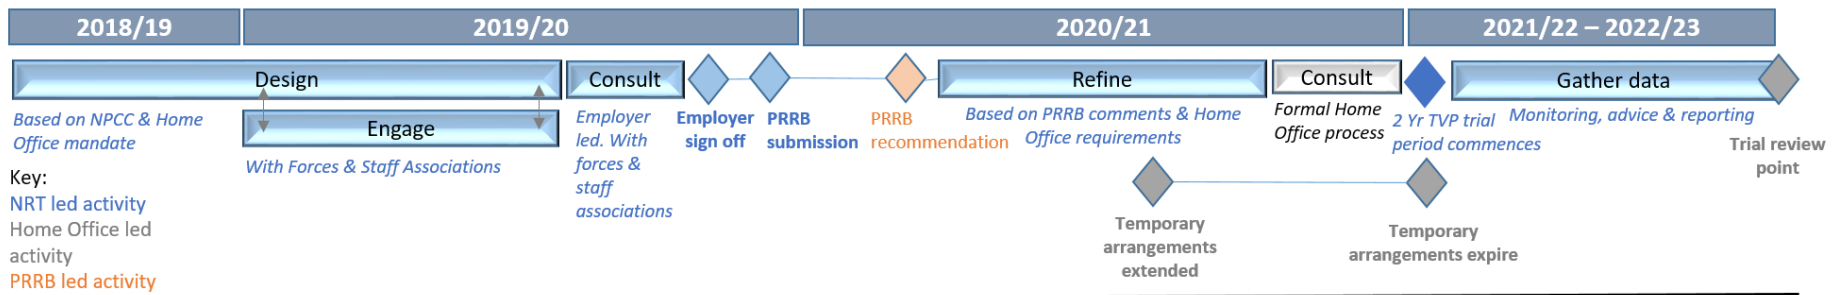 2018/19
2019/20
2020/21
2021/22 – 2022/23
Design
Consult
Refine
Consult
Gather data
Based on NPCC & Home
Office mandate
Engage
With Forces & Staff Associations
Employer
led. With
forces &
staff
associations
Employer
sign off
PRRB
submission
PRRB
recommendation
Based on PRRB comments & Home
Office requirements
Formal Home
Office process
2 Yr TVP trial
period commences
Monitoring, advice & reporting
Trial review
point
Key:
NRT led activity
Home Office led
activity
PRRB led activity
Temporary
arrangements
extended
Temporary
arrangements expire